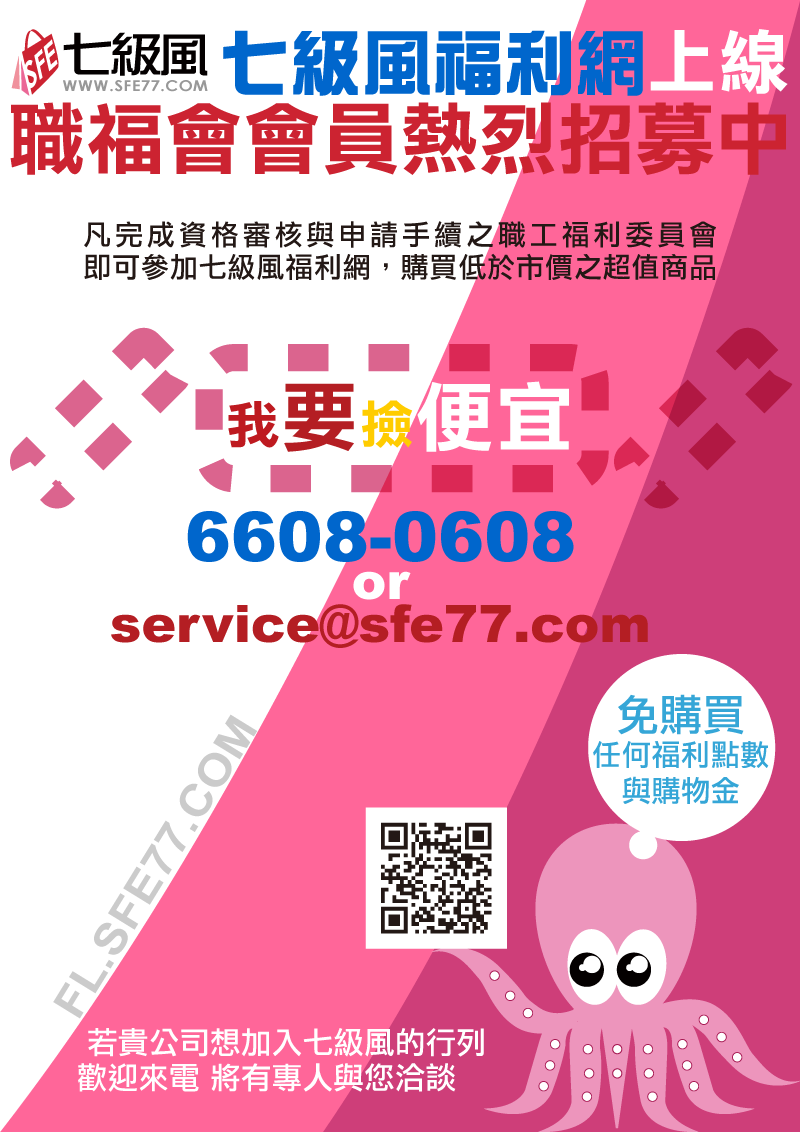 SFE 七級風 七級風福利網上線
WWW.SFE77.COM
職福會會員熱烈招募中
凡完成資格審核與申請手續之職工福利委員會
即可參加七級風福利網，購買低於市價之超值商品
我要撿便宜
6608-0608
or
service@sfe77.com
免購買
任何福利點數
與購物金
FL.SFE77.COM
若貴公司想加入七級風的行列
歡迎來電 將有專人與您洽談